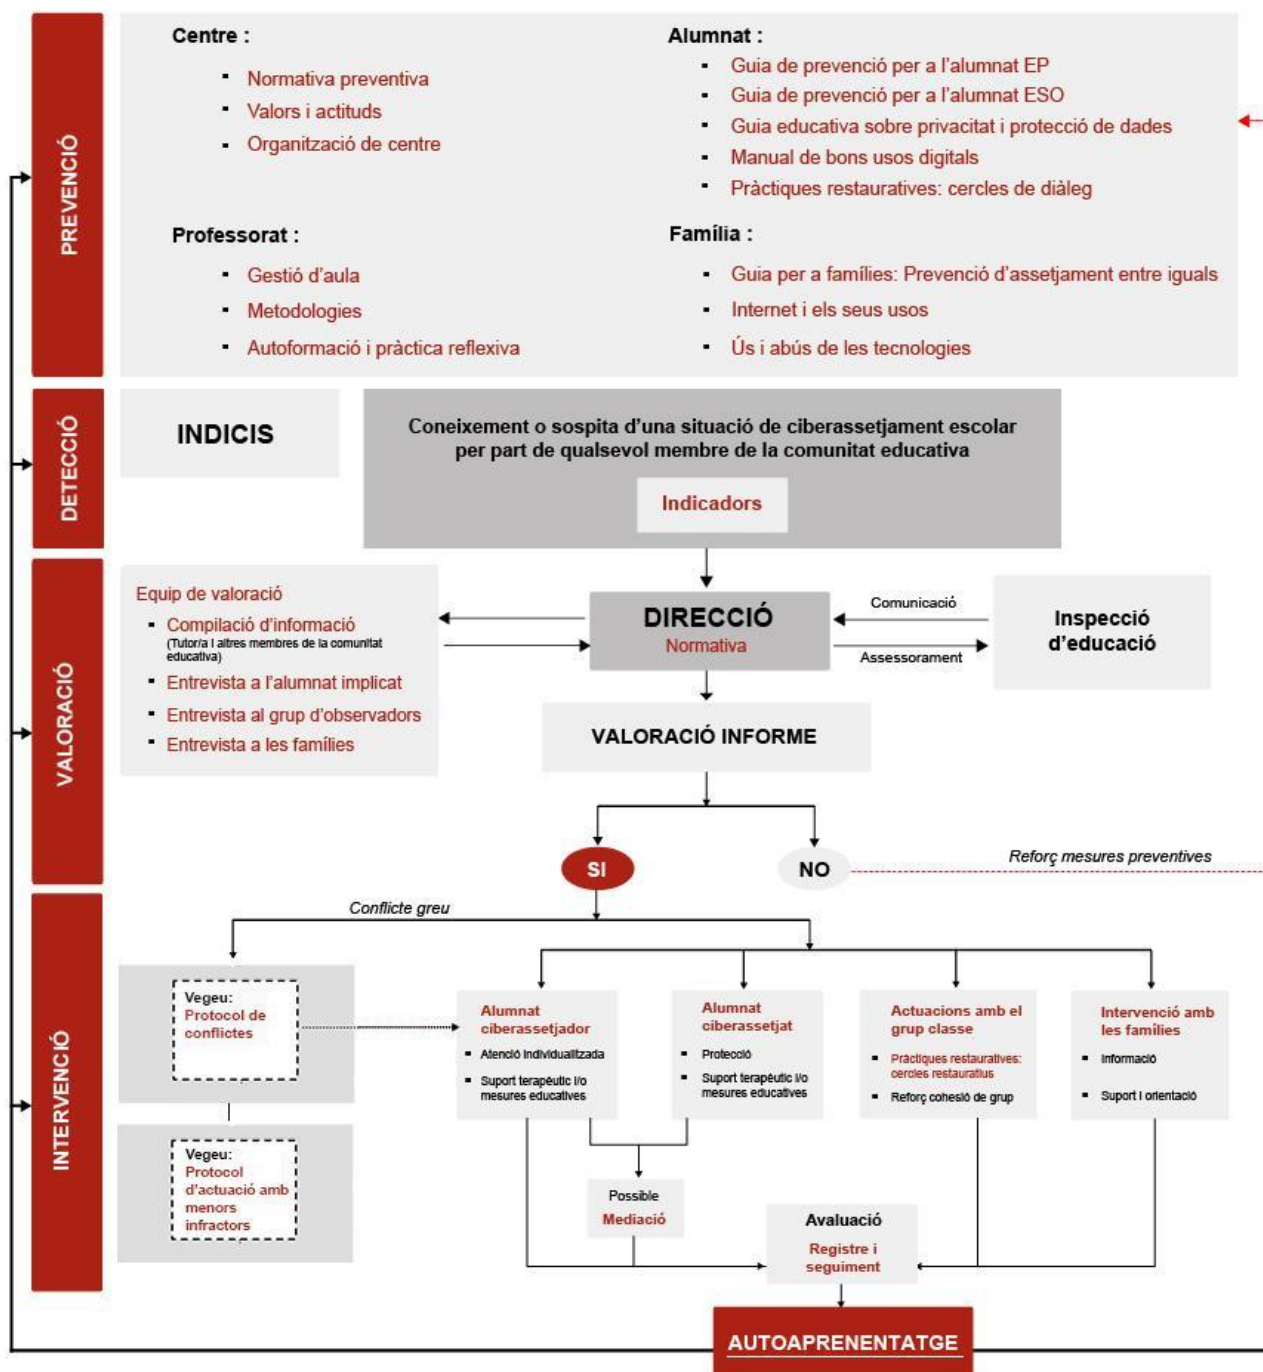 PREVENCIÓ
Centre :
Normativa preventiva
Valors i actituds
Organització de centre
Alumnat :
Guia de prevenció per a l'alumnat EP
Guia de prevenció per a l'alumnat ESO
Guia educativa sobre privacitat i protecció de dades
Manual de bons usos digitals
Pràctiques restauratives: cercles de diàleg
Professorat :
Gestió d'aula
Metodologies
Autoformació i pràctica reflexiva
Família :
Guia per a famílies: Prevenció d'assetjament entre iguals
Internet i els seus usos
Ús i abús de les tecnologies
DETECCIÓ
INDICIS
Coneixement o sospita d'una situació de ciberassetjament escolar
per part de qualsevol membre de la comunitat educativa
Indicadors
VALORACIÓ
Equip de valoració
Compilació d'informació
(Tutor/a i altres membres de la comunitat
educativa)
Entrevista a l'alumnat implicat
Entrevista al grup d'observadors
Entrevista a les famílies
DIRECCIÓ
Normativa
Comunicació
Assessorament
Inspecció
d'educació
VALORACIÓ INFORME
SI
NO
Reforç mesures preventives
INTERVENCIÓ
Conflicte greu
Vegeu:
Protocol de
conflictes
Vegeu:
Protocol
d'actuació amb
menors
infractors
Alumnat
ciberassetjador
Atenció individualitzada
Suport terapèutic i/o
mesures educatives
Alumnat
ciberassetjat
Protecció
Suport terapèutic i/o
mesures educatives
Actuacions amb el
grup classe
Pràctiques restauratives:
cercles restauratius
Reforç cohesió de grup
Intervenció amb
les famílies
Informació
Suport i orientació
Possible
Mediació
Avaluació
Registre i
seguiment
AUTOAPRENENTATGE